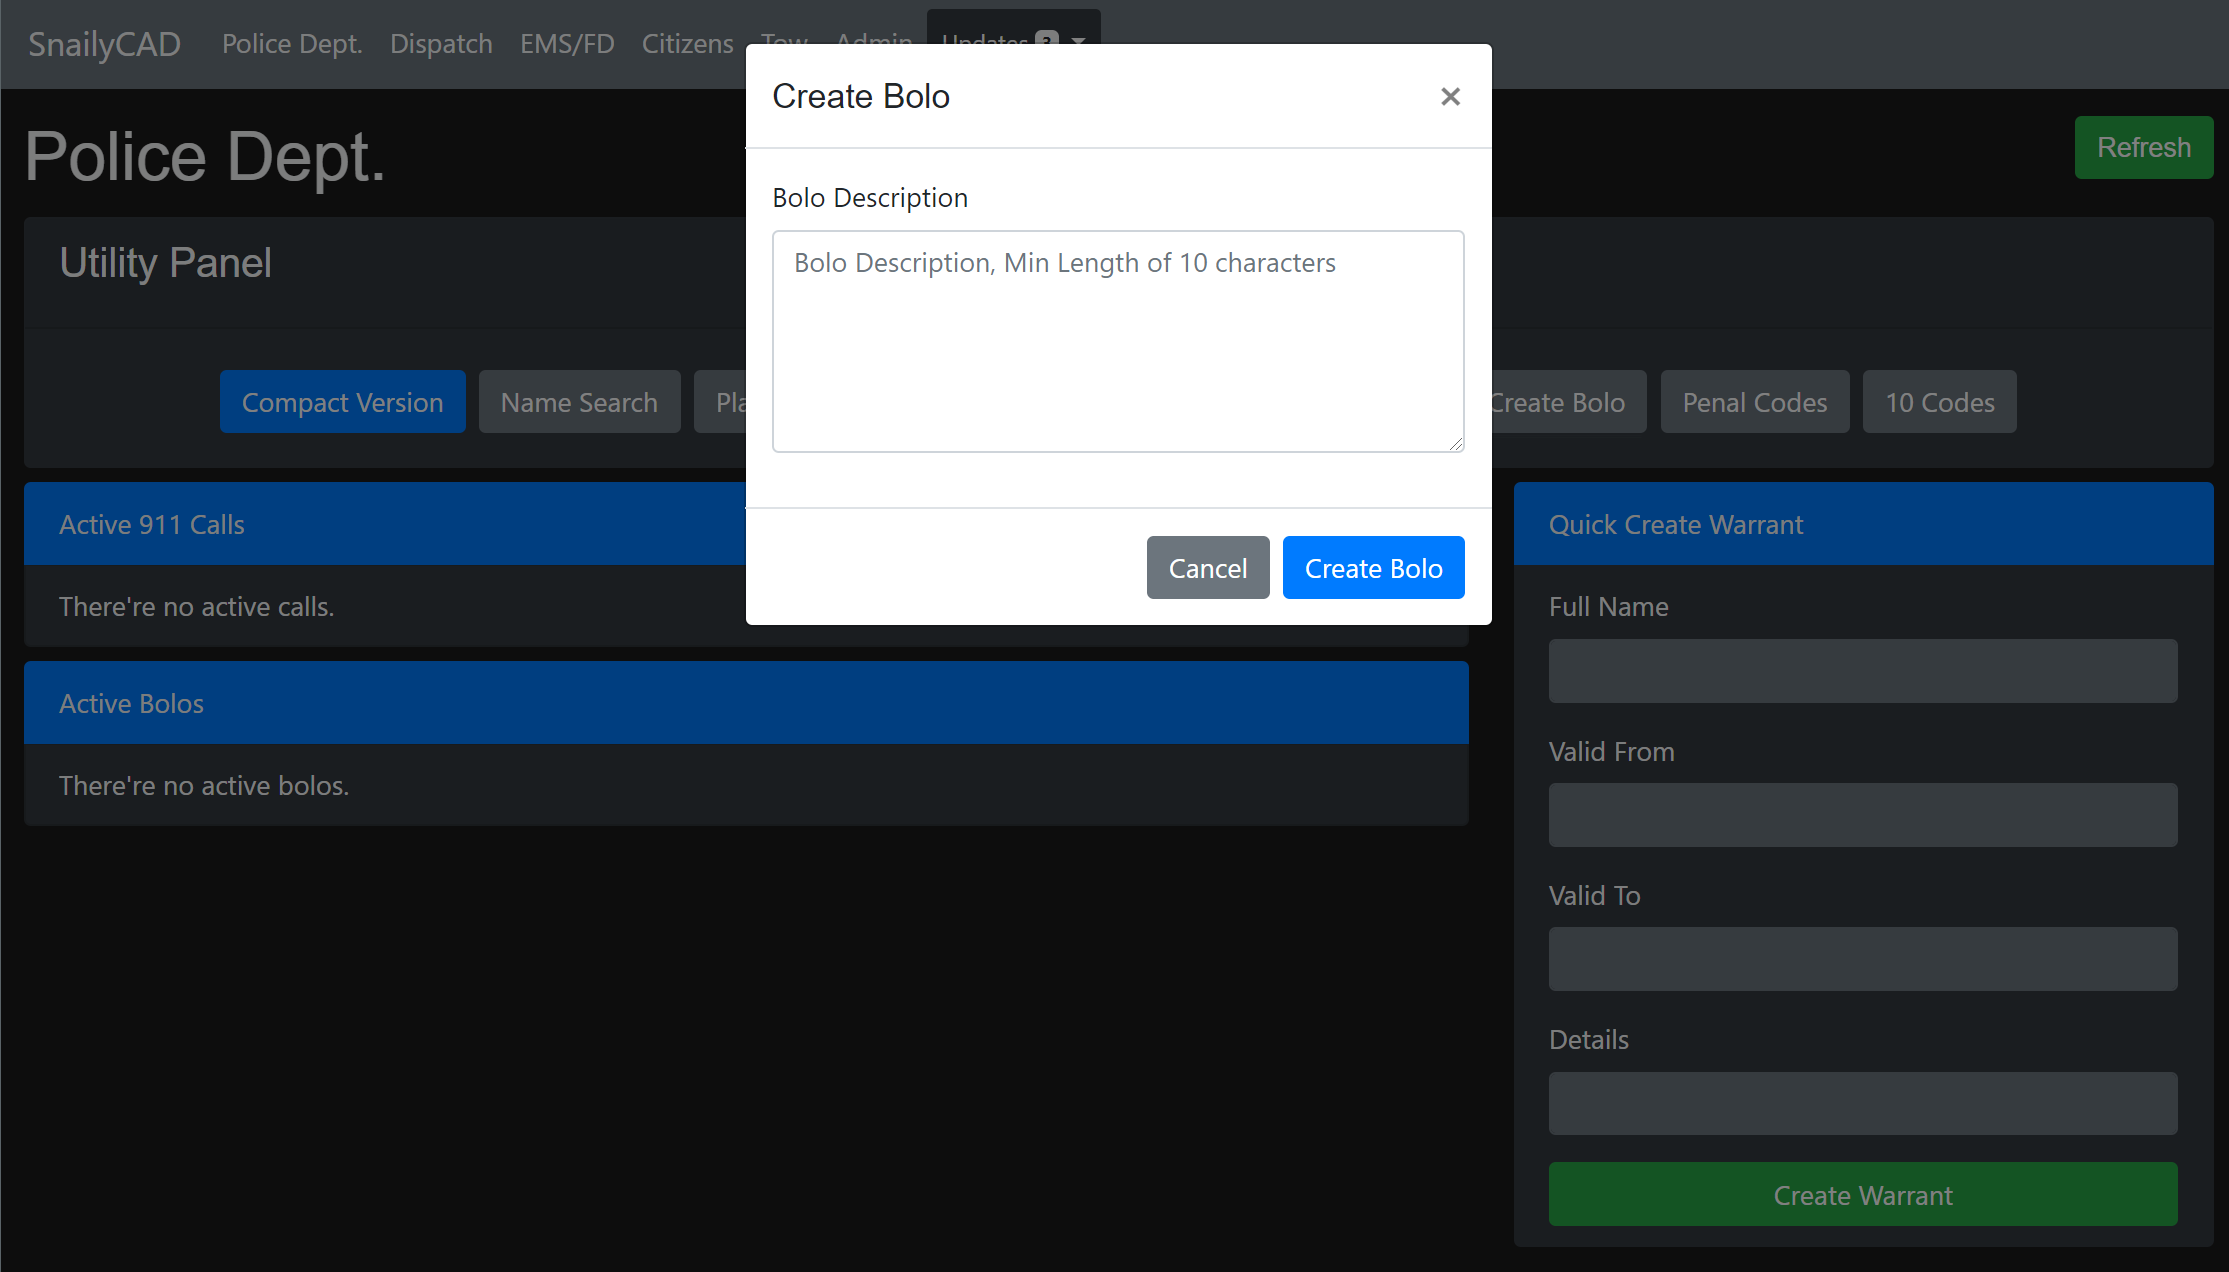 SnailyCAD Police Dept. Dispatch EMS/FD Citizens Tow Admin Updates 3
Create Bolo ×
Police Dept.
Refresh
Bolo Description
Bolo Description, Min Length of 10 characters
Utility Panel
Compact Version Name Search Create Bolo Penal Codes 10 Codes
Cancel Create Bolo
Active 911 Calls
There're no active calls.
Active Bolos
There're no active bolos.
Quick Create Warrant
Full Name
Valid From
Valid To
Details
Create Warrant